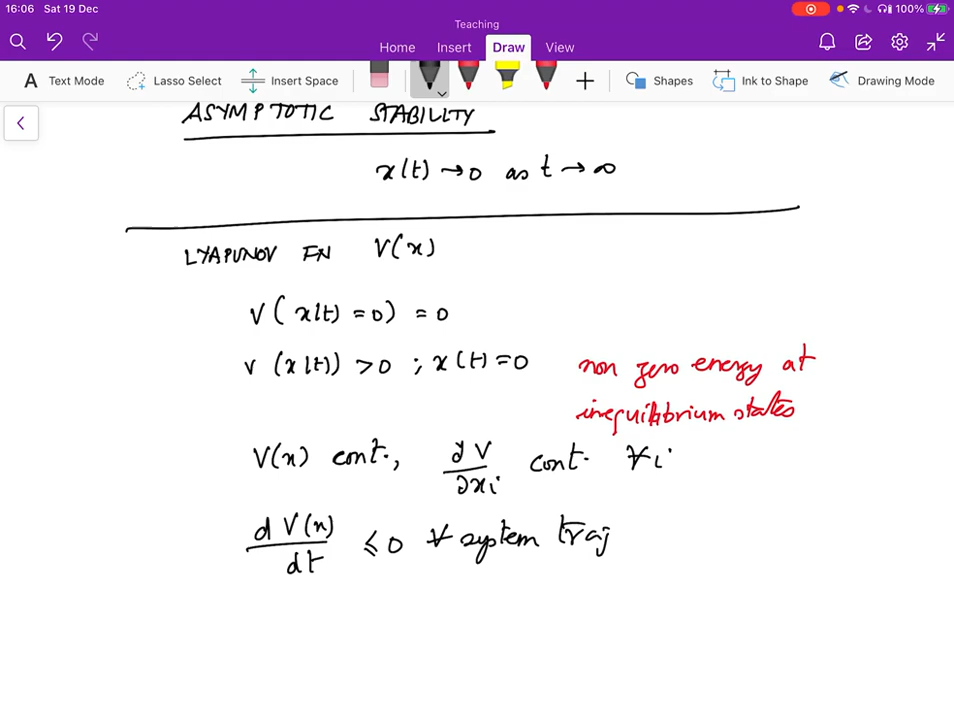 16:06 Sat 19 Dec
100%
Teaching
Home Insert Draw View
A Text Mode Lasso Select Insert Space Shapes Ink to Shape Drawing Mode
ASYMPTOTIC STABILITY
x(t) → 0 as t → ∞
LYAPUNOV FN V(x)
V(x(t) = 0) = 0
V(x(t)) > 0 ; x(t) = 0 non zero energy at
inequilibrium states
V(x) cont., ∂V/∂xi cont. ∀i
dV(x)/dt ≤ 0 ∀ system traj